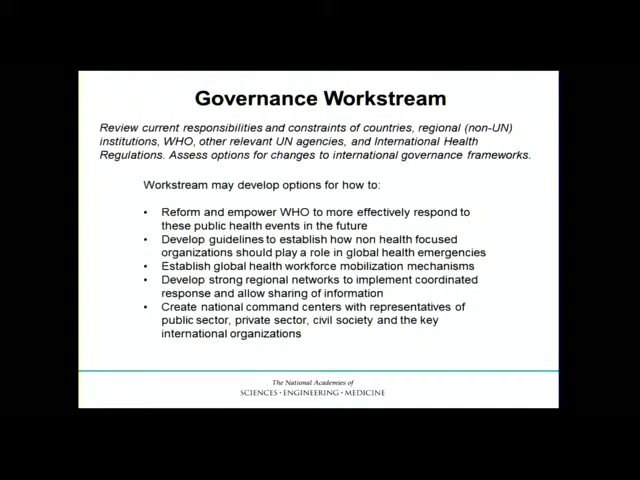 Governance Workstream
Review current responsibilities and constraints of countries, regional (non-UN)
institutions, WHO, other relevant UN agencies, and International Health
Regulations. Assess options for changes to international governance frameworks.
Workstream may develop options for how to:
• Reform and empower WHO to more effectively respond to
these public health events in the future
• Develop guidelines to establish how non health focused
organizations should play a role in global health emergencies
• Establish global health workforce mobilization mechanisms
• Develop strong regional networks to implement coordinated
response and allow sharing of information
• Create national command centers with representatives of
public sector, private sector, civil society and the key
international organizations
The National Academies of
SCIENCES • ENGINEERING • MEDICINE